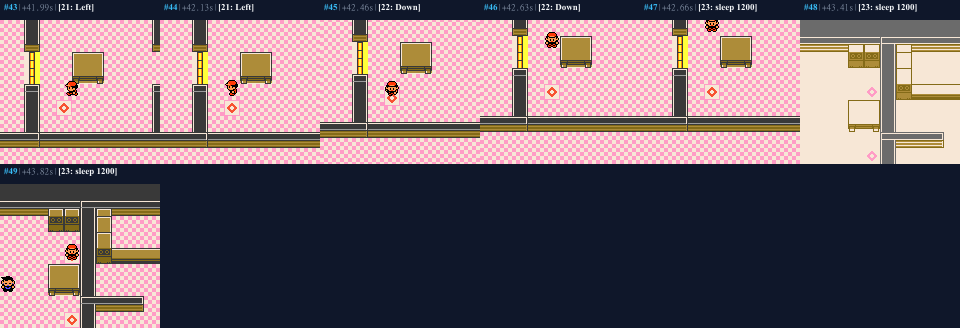 #43|+41.99s| [21: Left]
#44|+42.13s| [21: Left]
#45|+42.46s| [22: Down]
#46|+42.63s| [22: Down]
#47|+42.66s| [23: sleep 1200]
#48|+43.41s| [23: sleep 1200]
#49|+43.82s| [23: sleep 1200]